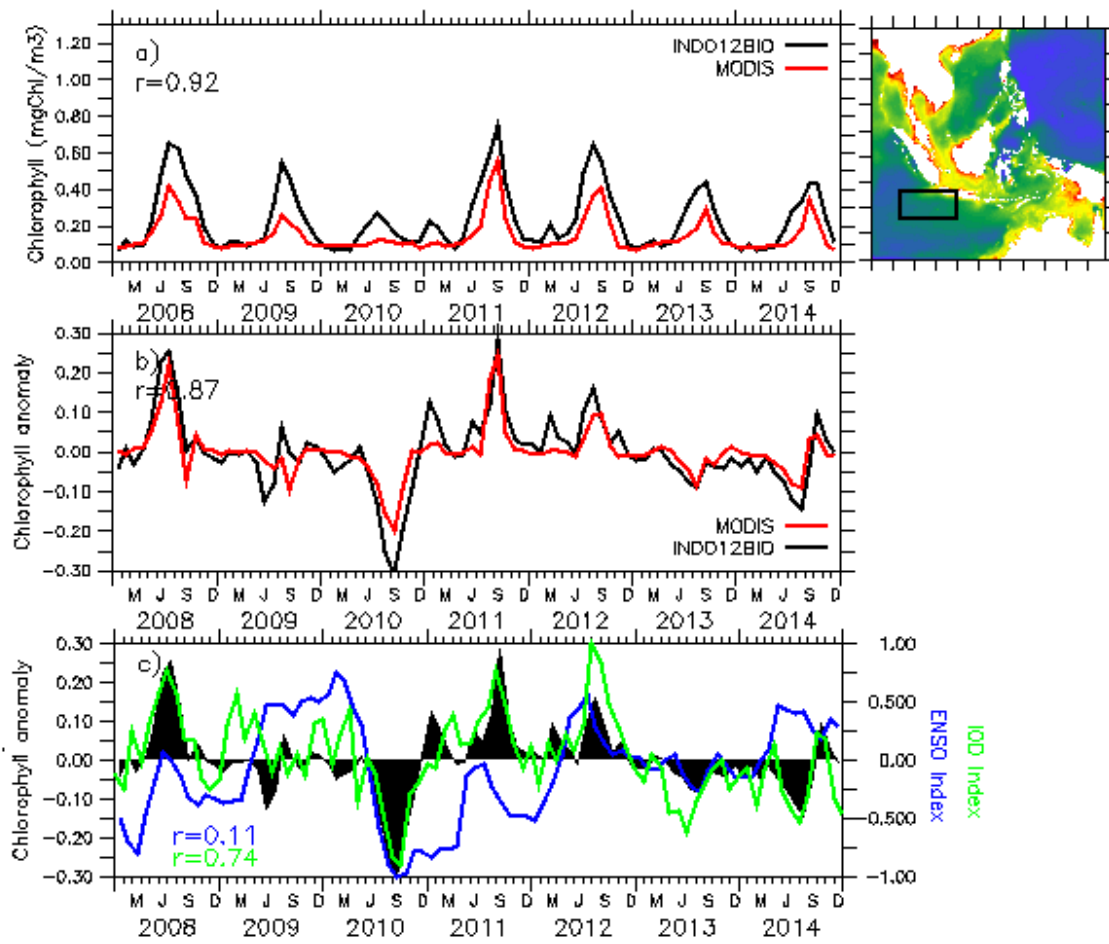 Chlorophyll (mgChl/m3)
1.20
1.00
0.80
0.60
0.40
0.20
0.00
a)
r=0.92
INDO12BIO
MODIS
M J S D M J S D M J S D M J S D M J S D M J S D M J S D
2008 2009 2010 2011 2012 2013 2014
Chlorophyll anomaly
0.30
0.20
0.10
0.00
-0.10
-0.20
-0.30
b)
r=0.87
MODIS
INDO12BIO
M J S D M J S D M J S D M J S D M J S D M J S D M J S D
2008 2009 2010 2011 2012 2013 2014
Chlorophyll anomaly
0.30
0.20
0.10
0.00
-0.10
-0.20
-0.30
c)
r=0.11
r=0.74
1.00
0.500
0.00
-0.500
-1.00
ENSO Index
IOD Index
M J S D M J S D M J S D M J S D M J S D M J S D M J S D
2008 2009 2010 2011 2012 2013 2014